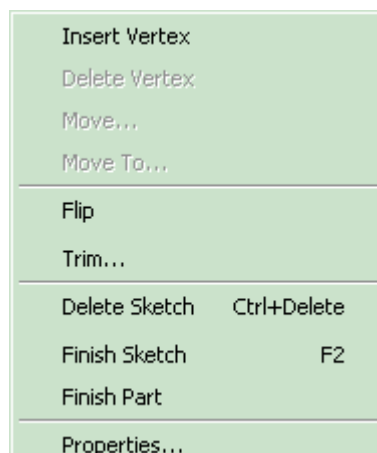 Insert Vertex
Delete Vertex
Move...
Move To...
Flip
Trim...
Delete Sketch Ctrl+Delete
Finish Sketch F2
Finish Part
Properties...